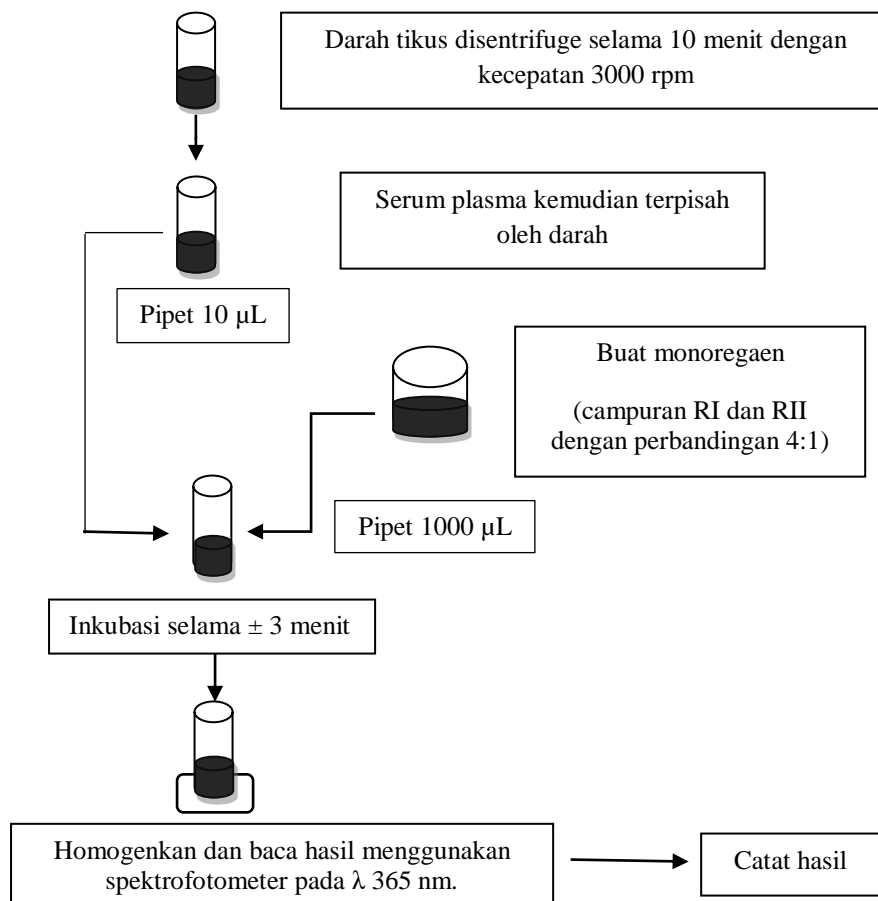 Darah tikus disentrifuge selama 10 menit dengan
kecepatan 3000 rpm
Serum plasma kemudian terpisah
oleh darah
Pipet 10 µL
Buat monoregaen
(campuran RI dan RII
dengan perbandingan 4:1)
Pipet 1000 µL
Inkubasi selama ± 3 menit
Homogenkan dan baca hasil menggunakan
spektrofotometer pada λ 365 nm.
Catat hasil